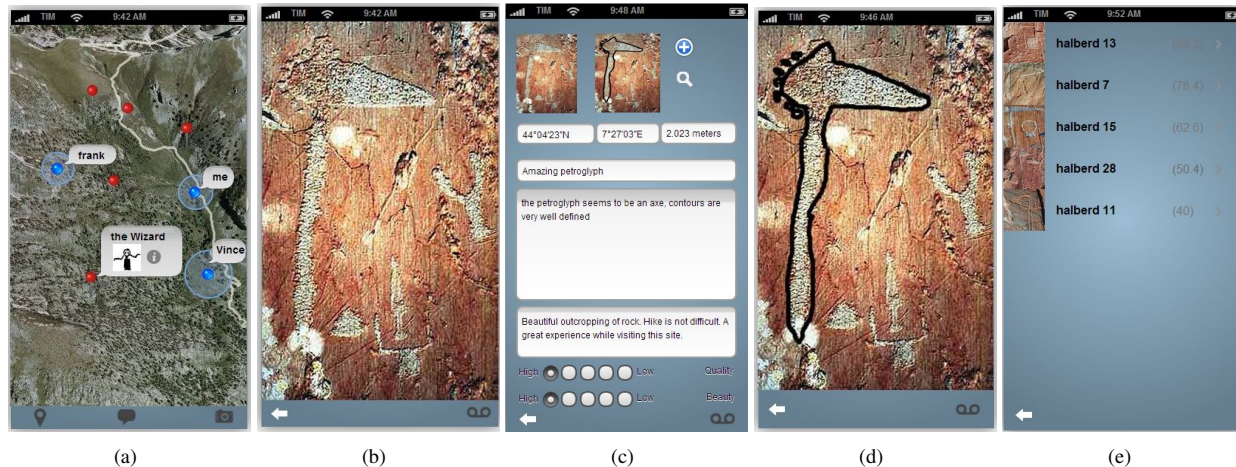 TIM 9:42 AM
frank
me
the Wizard
Vince
(a)
TIM 9:42 AM
(b)
TIM 9:48 AM
44°04'23"N 7°27'03"E 2.023 meters
Amazing petroglyph
the petroglyph seems to be an axe, contours are
very well defined
Beautiful outcropping of rock. Hike is not difficult. A
great experience while visiting this site.
High Low Quality
High Low Beauty
(c)
TIM 9:46 AM
(d)
TIM 9:52 AM
halberd 13
halberd 7 (78.4)
halberd 15 (62.6)
halberd 28 (50.4)
halberd 11 (40)
(e)